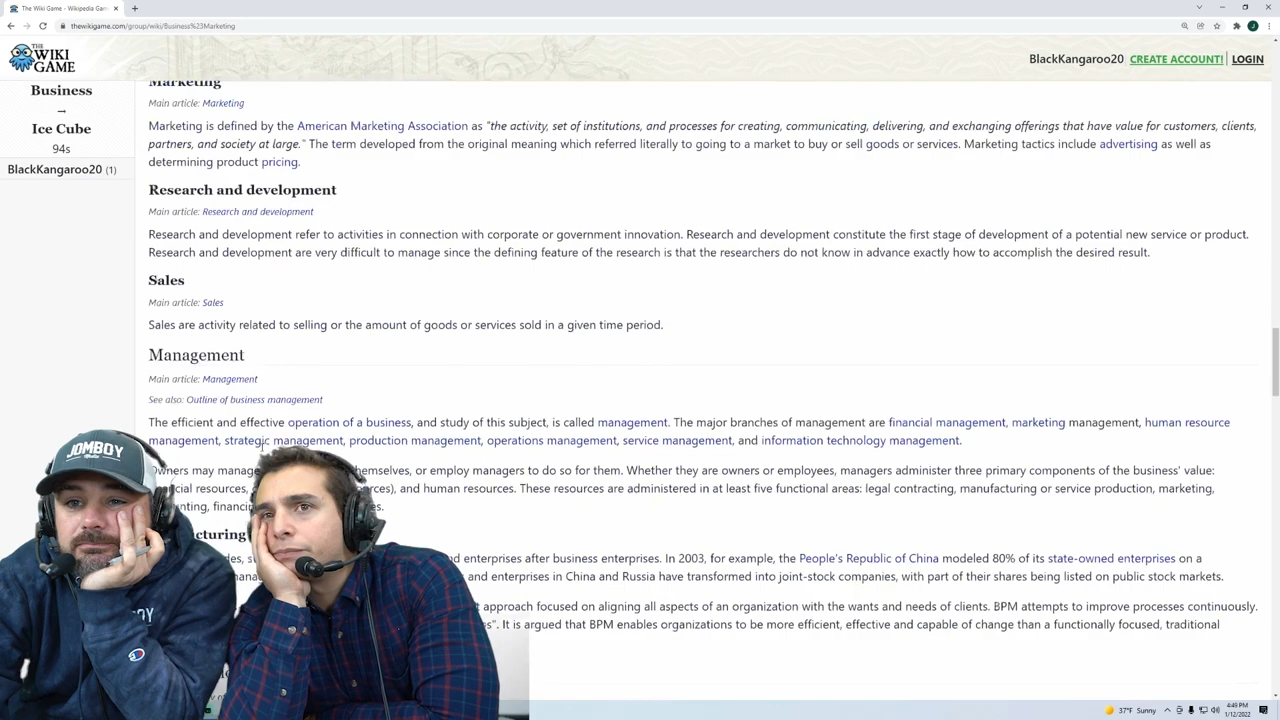 The Wiki Game - Wikipedia Gam
thewikigame.com/group/wiki/Business%23Marketing
THE WIKI GAME
BlackKangaroo20 CREATE ACCOUNT! | LOGIN
Business
→
Ice Cube
94s
BlackKangaroo20 (1)
Marketing
Main article: Marketing
Marketing is defined by the American Marketing Association as "the activity, set of institutions, and processes for creating, communicating, delivering, and exchanging offerings that have value for customers, clients,
partners, and society at large." The term developed from the original meaning which referred literally to going to a market to buy or sell goods or services. Marketing tactics include advertising as well as
determining product pricing.
Research and development
Main article: Research and development
Research and development refer to activities in connection with corporate or government innovation. Research and development constitute the first stage of development of a potential new service or product.
Research and development are very difficult to manage since the defining feature of the research is that the researchers do not know in advance exactly how to accomplish the desired result.
Sales
Main article: Sales
Sales are activity related to selling or the amount of goods or services sold in a given time period.
Management
Main article: Management
See also: Outline of business management
The efficient and effective operation of a business, and study of this subject, is called management. The major branches of management are financial management, marketing management, human resource
management, strategic management, production management, operations management, service management, and information technology management.
Owners may manage themselves, or employ managers to do so for them. Whether they are owners or employees, managers administer three primary components of the business' value:
and human resources. These resources are administered in at least five functional areas: legal contracting, manufacturing or service production, marketing,
and enterprises after business enterprises. In 2003, for example, the People's Republic of China modeled 80% of its state-owned enterprises on a
and enterprises in China and Russia have transformed into joint-stock companies, with part of their shares being listed on public stock markets.
approach focused on aligning all aspects of an organization with the wants and needs of clients. BPM attempts to improve processes continuously.
It is argued that BPM enables organizations to be more efficient, effective and capable of change than a functionally focused, traditional
JOMBOY
37°F Sunny
4:49 PM
1/12/2022